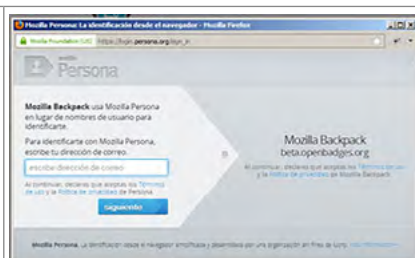 Mozilla Persona: La identificación desde el navegador - Mozilla Firefox
Mozilla Foundation (US) https://login.persona.org/sign_in
mozilla
Persona
Mozilla Backpack usa Mozilla Persona
en lugar de nombres de usuario para
identificarte.
Para identificarte con Mozilla Persona,
escribe tu dirección de correo.
escribe dirección de correo
Al continuar, declares que aceptas los Términos
de uso y la Política de privacidad de Persona.
siguiente
Mozilla Backpack
beta.openbadges.org
Al continuar, declares que aceptas los Términos de uso
y la Política de privacidad de Mozilla Backpack
Mozilla Persona, la identificación desde el navegador simplificada y desarrollada por una organización sin fines de lucro.